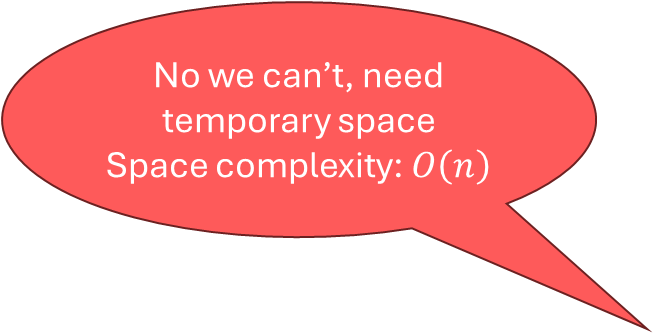 No we can’t, need
temporary space
Space complexity: O(n)